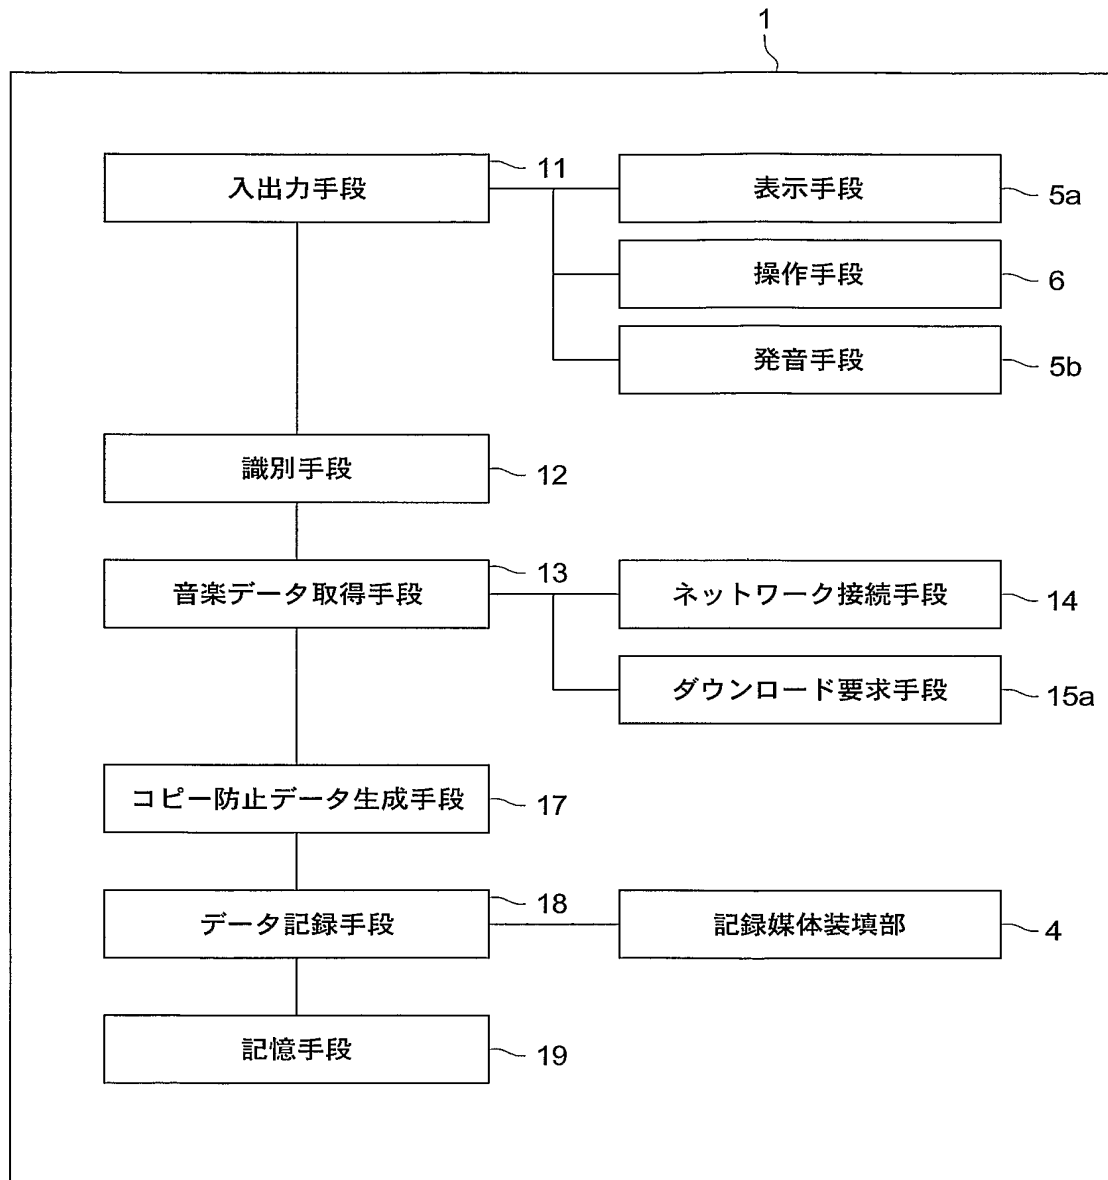 1
入出力手段
11
表示手段
5a
操作手段
6
発音手段
5b
識別手段
12
音楽データ取得手段
13
ネットワーク接続手段
14
ダウンロード要求手段
15a
コピー防止データ生成手段
17
データ記録手段
18
記録媒体装填部
4
記憶手段
19